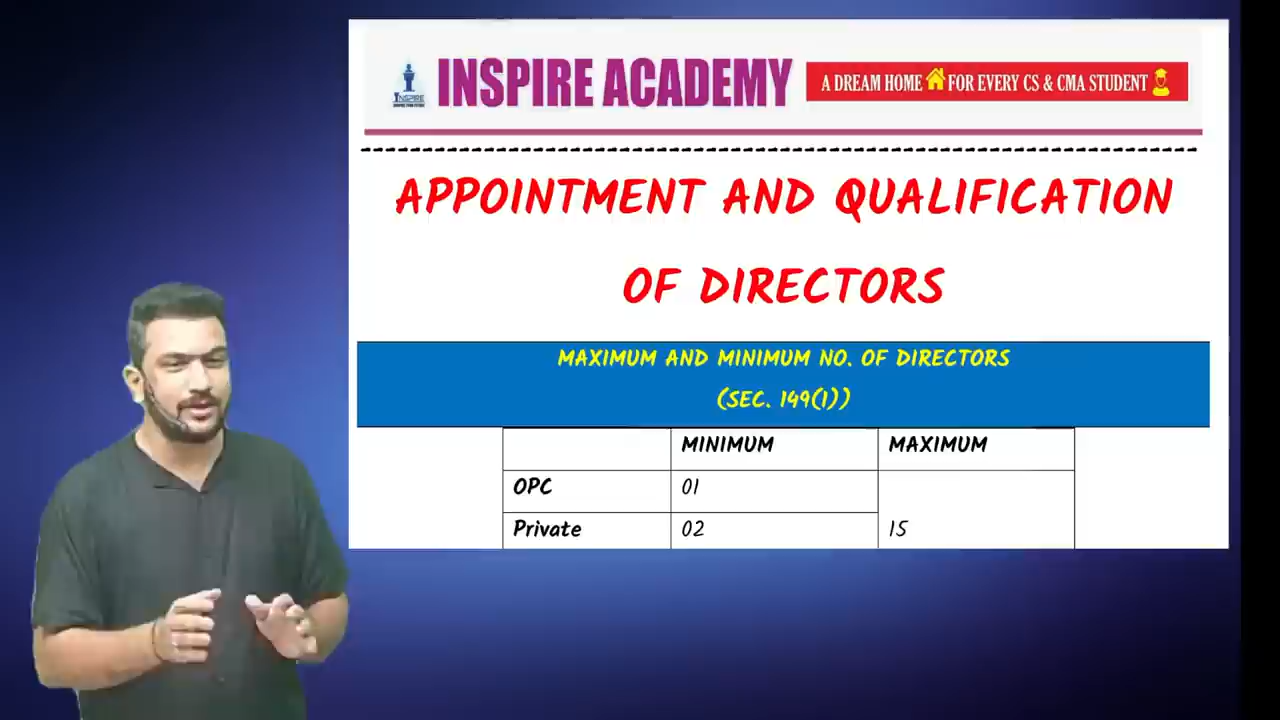 INSPIRE
INSPIRE ACADEMY
A DREAM HOME FOR EVERY CS & CMA STUDENT
APPOINTMENT AND QUALIFICATION
OF DIRECTORS
MAXIMUM AND MINIMUM NO. OF DIRECTORS
(SEC. 149(1))
MINIMUM MAXIMUM
OPC 01
Private 02 15